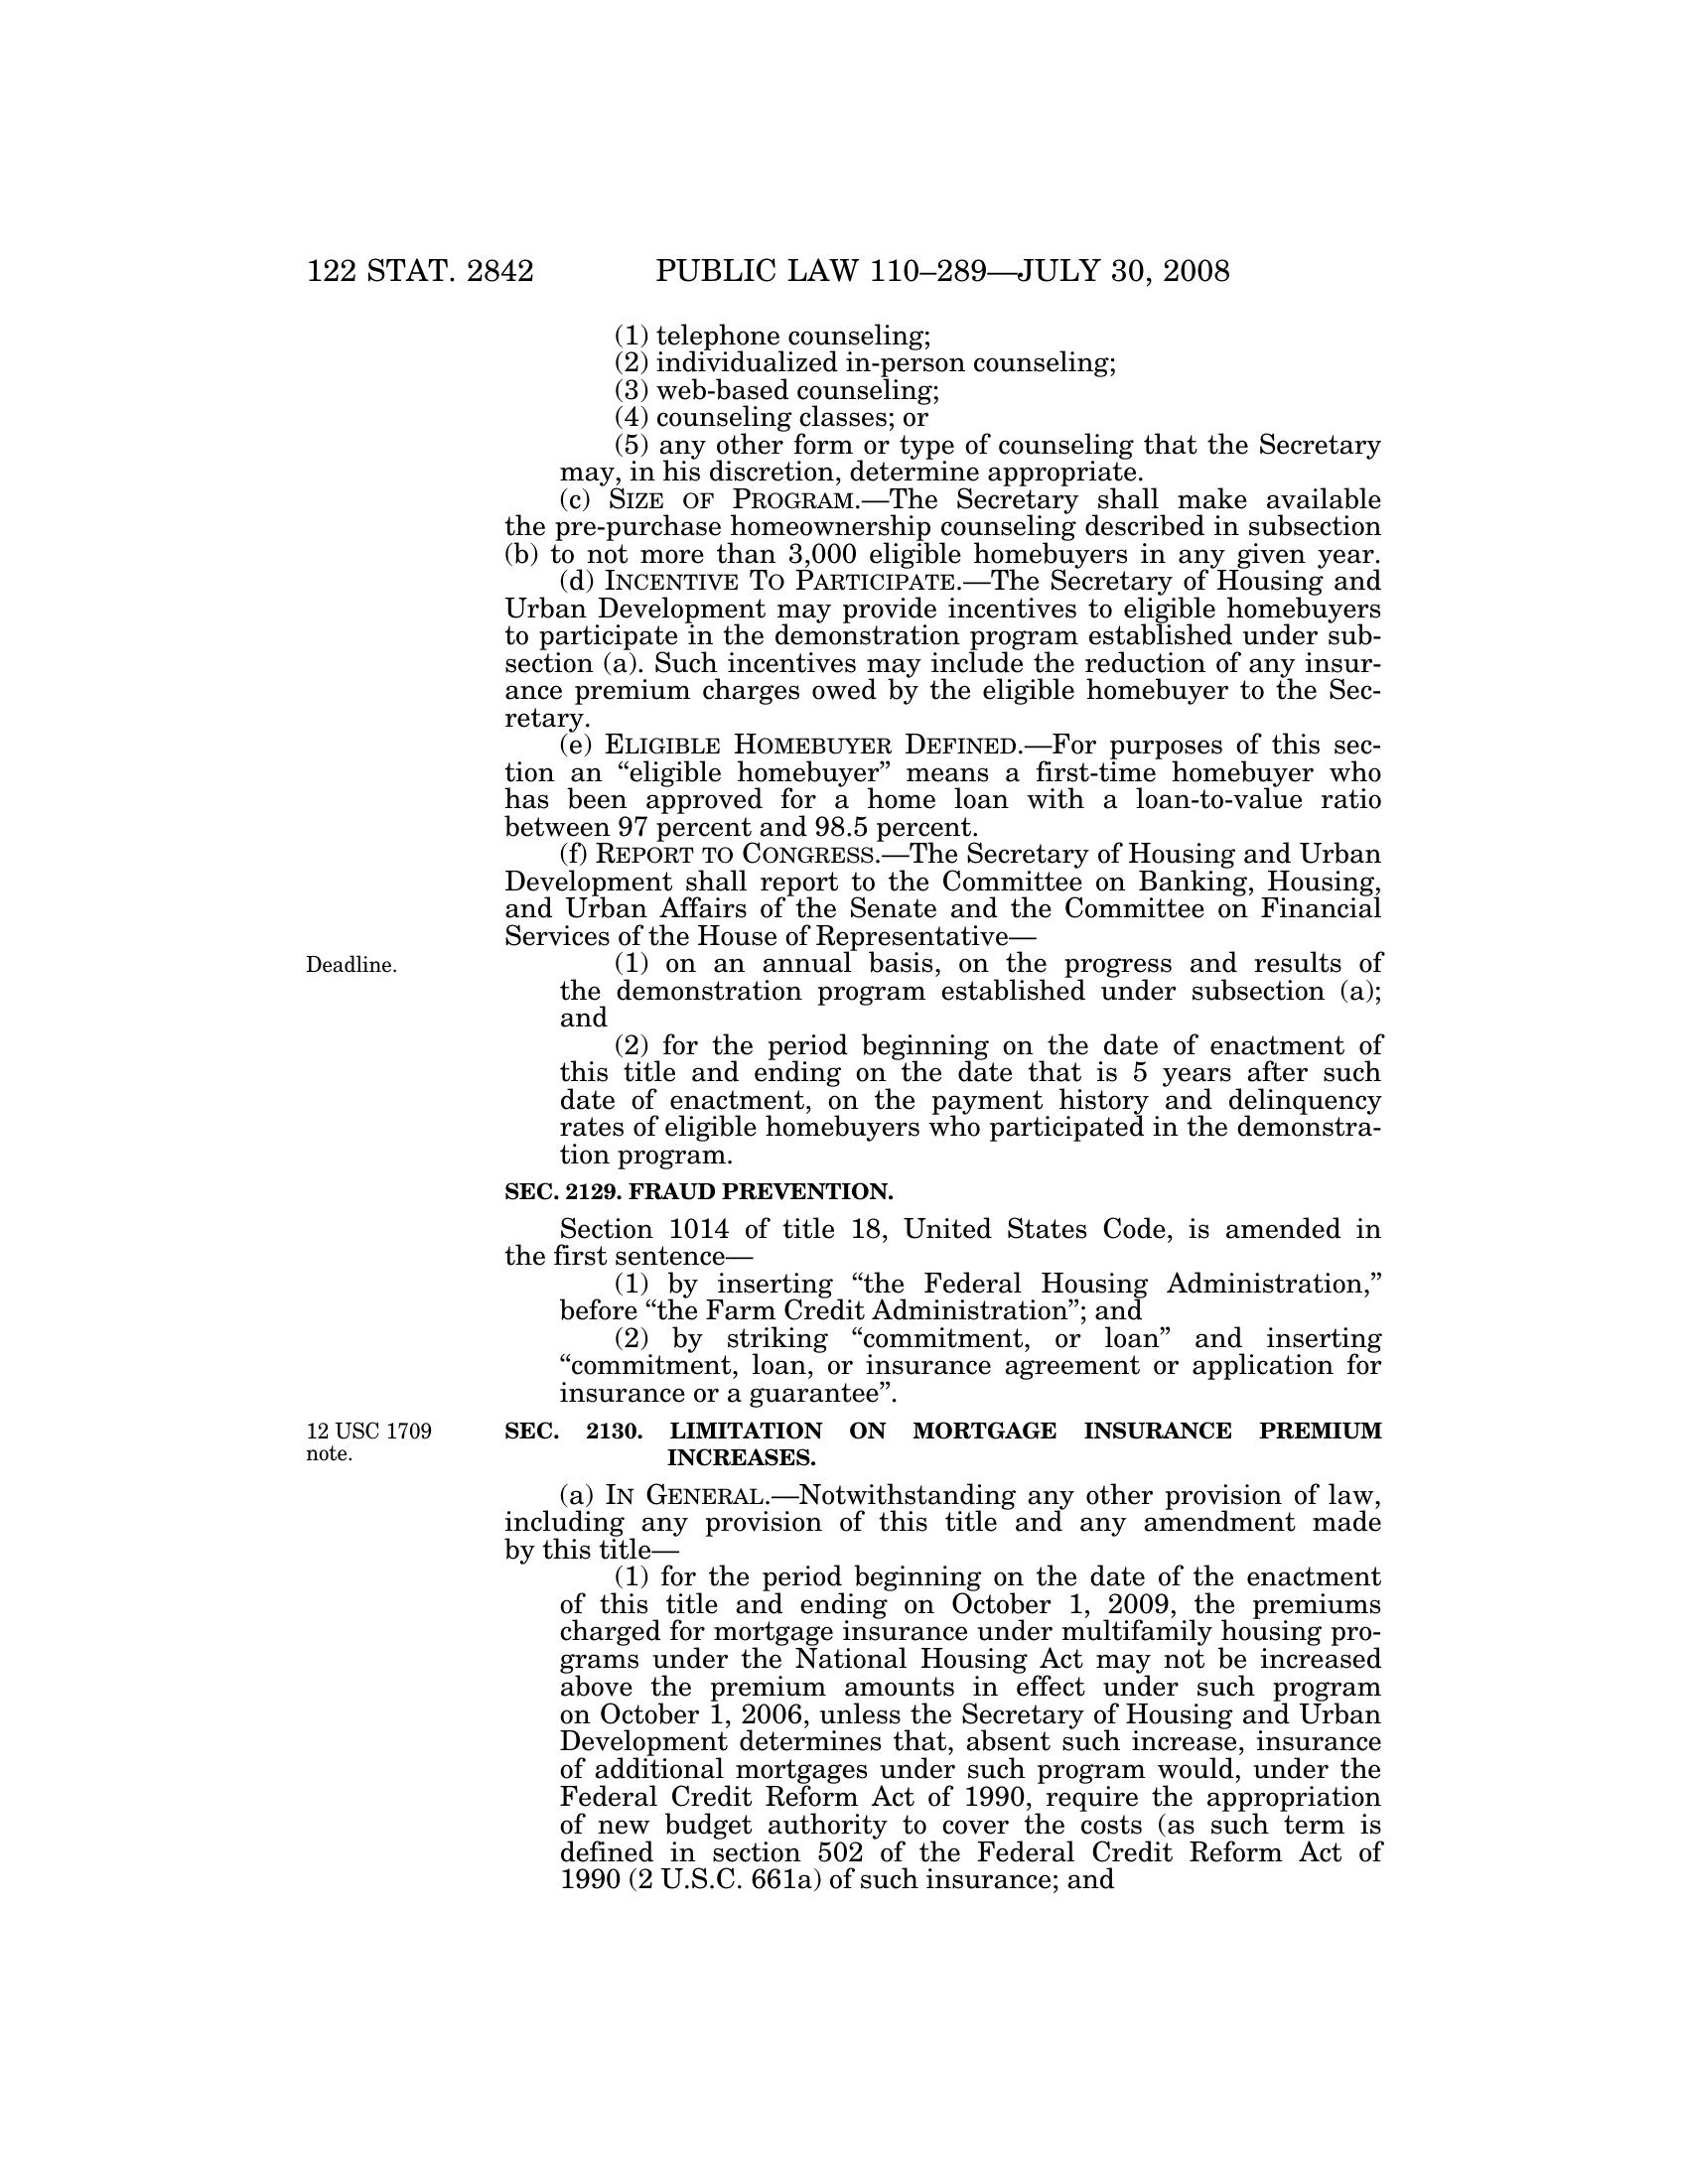 122 STAT. 2842 PUBLIC LAW 110–289—JULY 30, 2008
(1) telephone counseling;
(2) individualized in-person counseling;
(3) web-based counseling;
(4) counseling classes; or
(5) any other form or type of counseling that the Secretary
may, in his discretion, determine appropriate.
(c) SIZE OF PROGRAM.—The Secretary shall make available
the pre-purchase homeownership counseling described in subsection
(b) to not more than 3,000 eligible homebuyers in any given year.
(d) INCENTIVE TO PARTICIPATE.—The Secretary of Housing and
Urban Development may provide incentives to eligible homebuyers
to participate in the demonstration program established under sub-
section (a). Such incentives may include the reduction of any insur-
ance premium charges owed by the eligible homebuyer to the Sec-
retary.
(e) ELIGIBLE HOMEBUYER DEFINED.—For purposes of this sec-
tion an “eligible homebuyer” means a first-time homebuyer who
has been approved for a home loan with a loan-to-value ratio
between 97 percent and 98.5 percent.
(f) REPORT TO CONGRESS.—The Secretary of Housing and Urban
Development shall report to the Committee on Banking, Housing,
and Urban Affairs of the Senate and the Committee on Financial
Services of the House of Representative—
Deadline.
(1) on an annual basis, on the progress and results of
the demonstration program established under subsection (a);
and
(2) for the period beginning on the date of enactment of
this title and ending on the date that is 5 years after such
date of enactment, on the payment history and delinquency
rates of eligible homebuyers who participated in the demonstra-
tion program.
SEC. 2129. FRAUD PREVENTION.
Section 1014 of title 18, United States Code, is amended in
the first sentence—
(1) by inserting “the Federal Housing Administration,”
before “the Farm Credit Administration”; and
(2) by striking “commitment, or loan” and inserting
“commitment, loan, or insurance agreement or application for
insurance or a guarantee”.
12 USC 1709
note.
SEC. 2130. LIMITATION ON MORTGAGE INSURANCE PREMIUM
INCREASES.
(a) IN GENERAL.—Notwithstanding any other provision of law,
including any provision of this title and any amendment made
by this title—
(1) for the period beginning on the date of the enactment
of this title and ending on October 1, 2009, the premiums
charged for mortgage insurance under multifamily housing pro-
grams under the National Housing Act may not be increased
above the premium amounts in effect under such program
on October 1, 2006, unless the Secretary of Housing and Urban
Development determines that, absent such increase, insurance
of additional mortgages under such program would, under the
Federal Credit Reform Act of 1990, require the appropriation
of new budget authority to cover the costs (as such term is
defined in section 502 of the Federal Credit Reform Act of
1990 (2 U.S.C. 661a) of such insurance; and